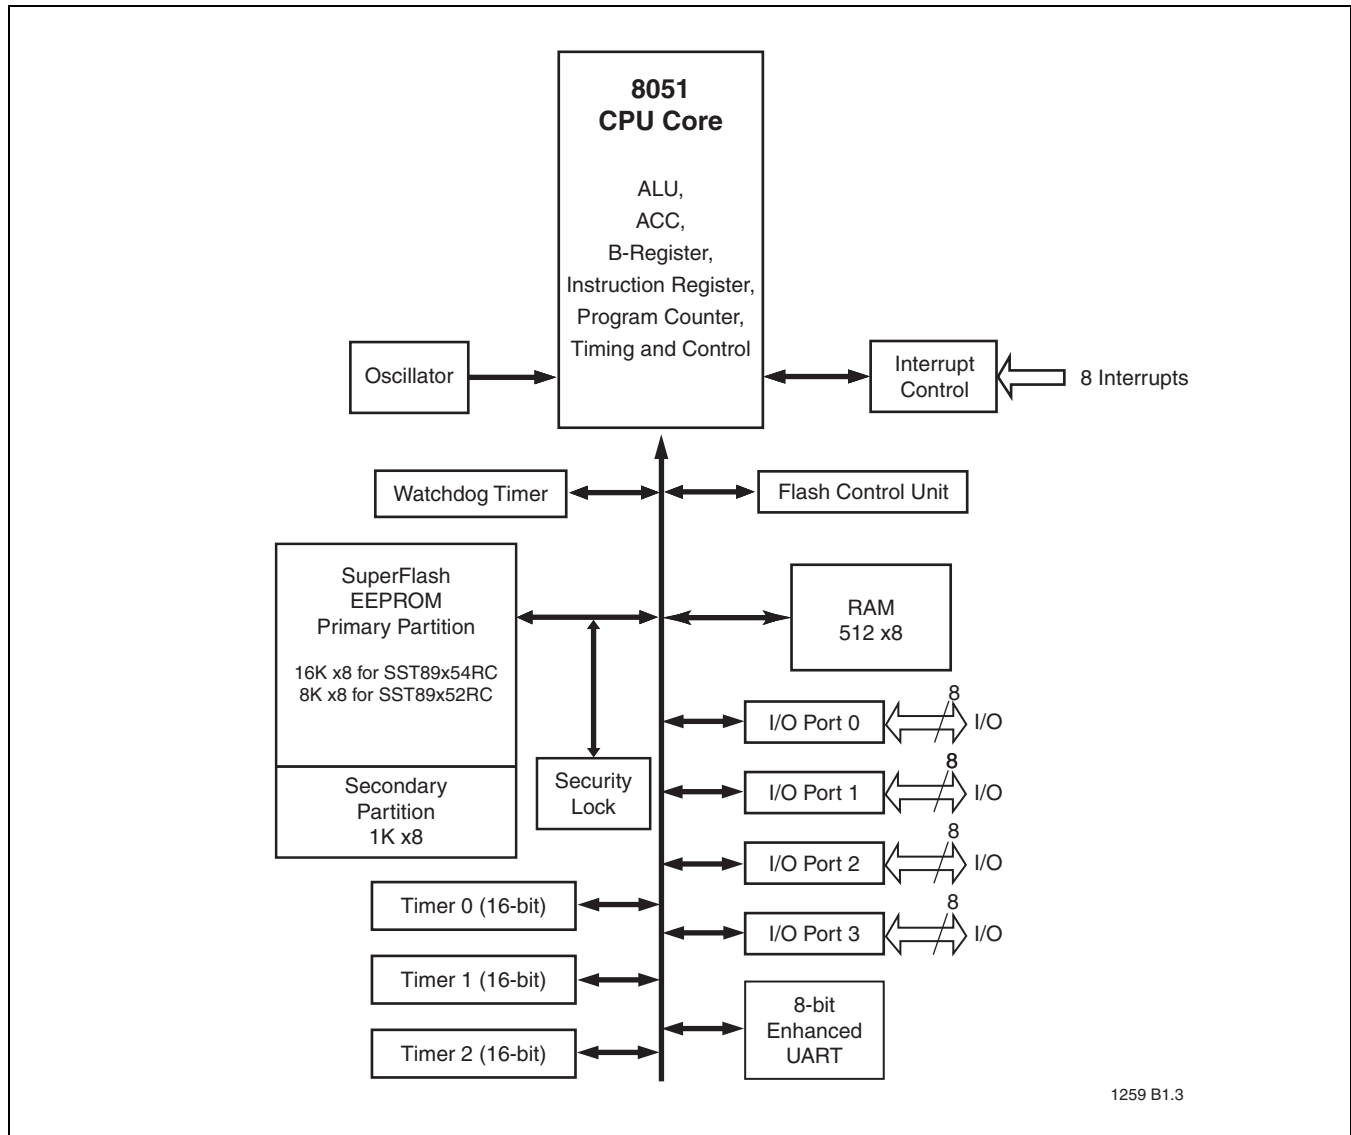 8051
CPU Core
ALU,
ACC,
B-Register,
Instruction Register,
Program Counter,
Timing and Control
Oscillator
Interrupt
Control
8 Interrupts
Watchdog Timer
Flash Control Unit
SuperFlash
EEPROM
Primary Partition
16K x8 for SST89x54RC
8K x8 for SST89x52RC
RAM
512 x8
8
I/O Port 0
I/O
Secondary
Partition
1K x8
Security
Lock
8
I/O Port 1
I/O
8
I/O Port 2
I/O
Timer 0 (16-bit)
8
I/O Port 3
I/O
Timer 1 (16-bit)
8-bit
Enhanced
UART
Timer 2 (16-bit)
1259 B1.3